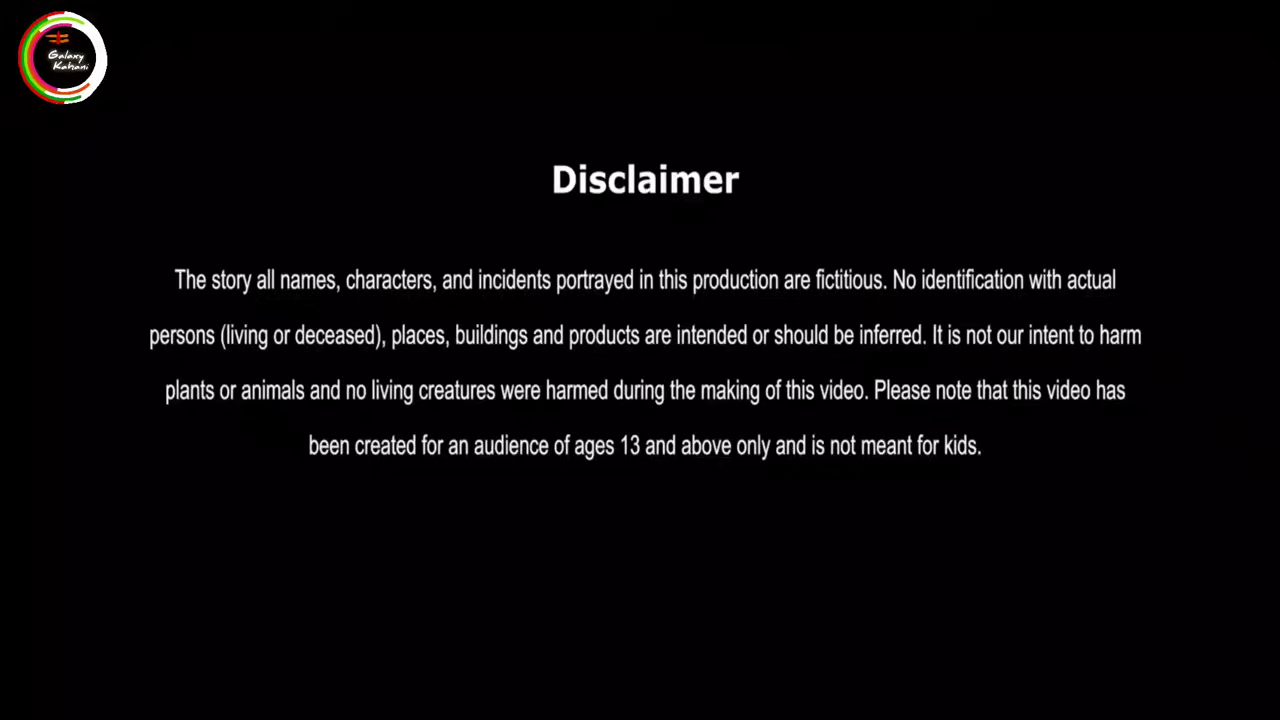 Galaxy
Kahani
Disclaimer
The story all names, characters, and incidents portrayed in this production are fictitious. No identification with actual
persons (living or deceased), places, buildings and products are intended or should be inferred. It is not our intent to harm
plants or animals and no living creatures were harmed during the making of this video. Please note that this video has
been created for an audience of ages 13 and above only and is not meant for kids.